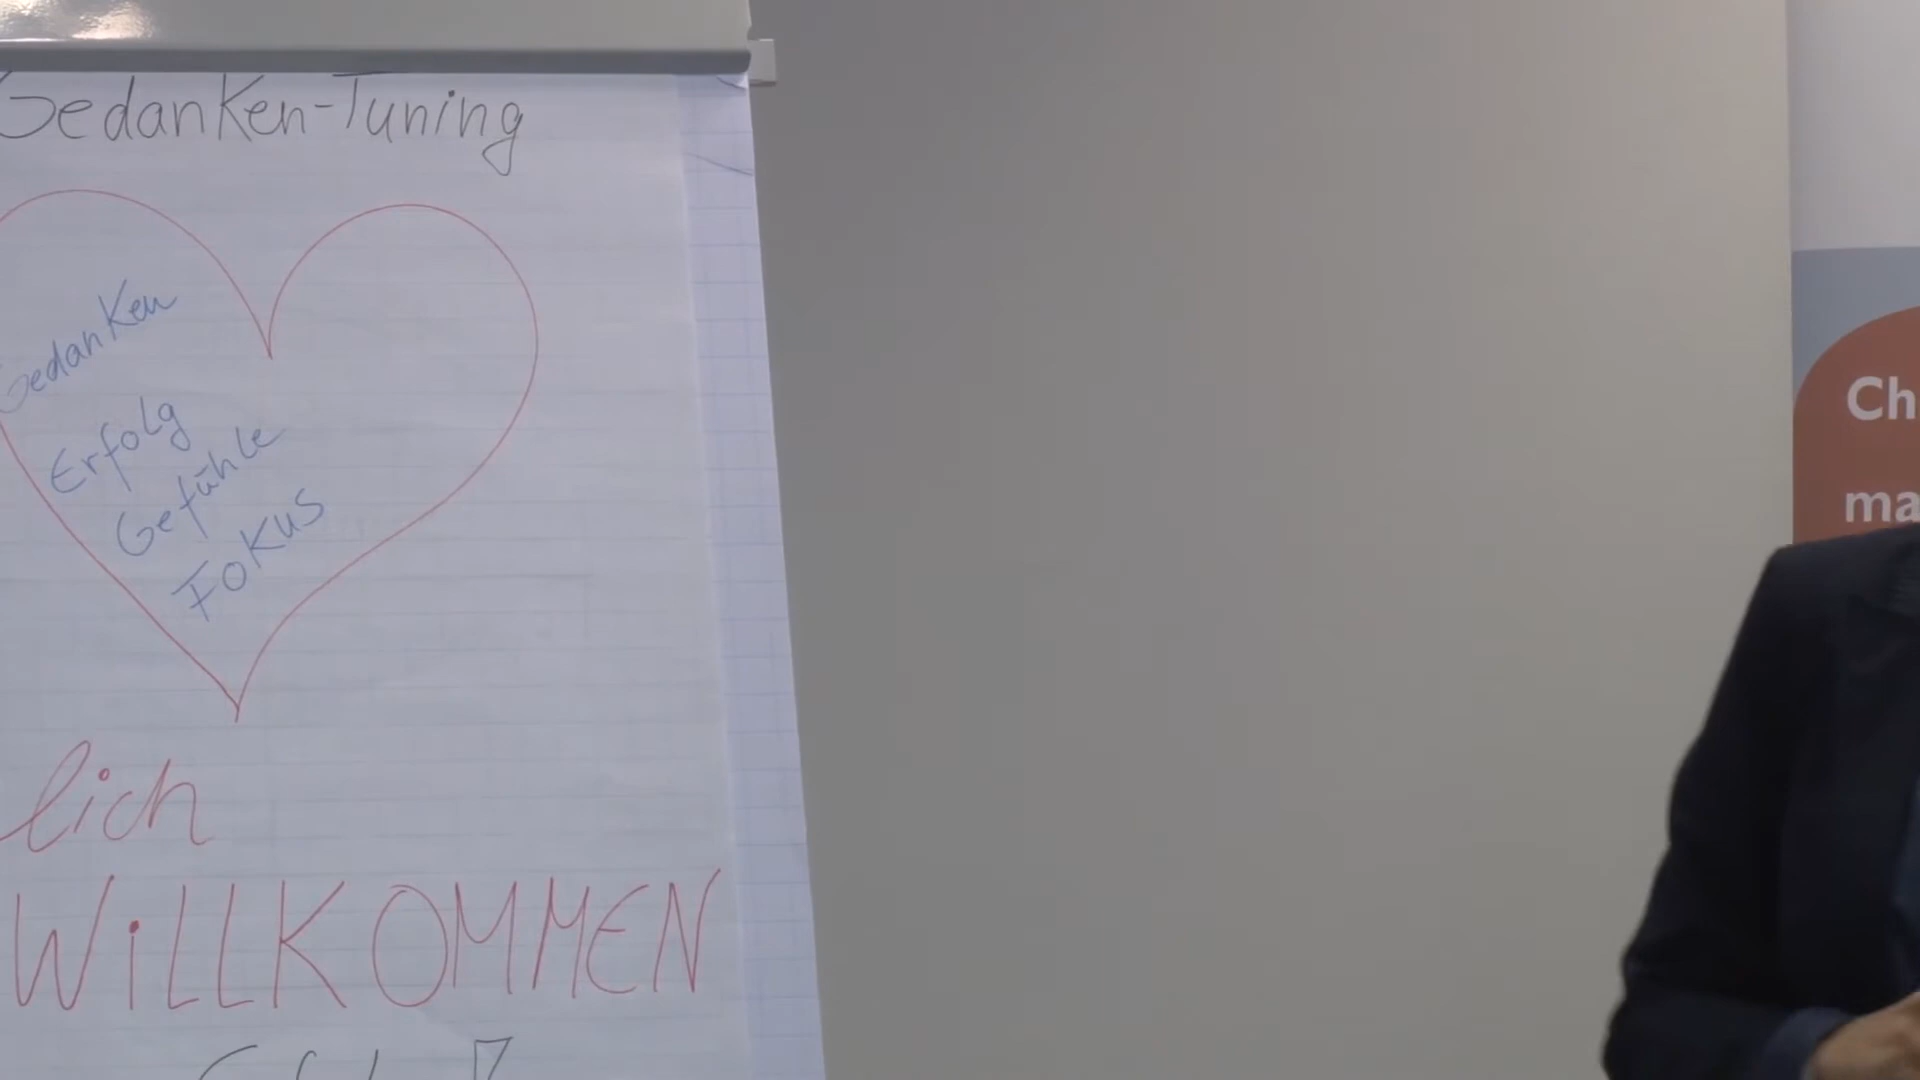 Gedanken-Tuning
Gedanken
Erfolg
Gefühle
Fokus
lich
WiLLKOMMEN
Ch
ma